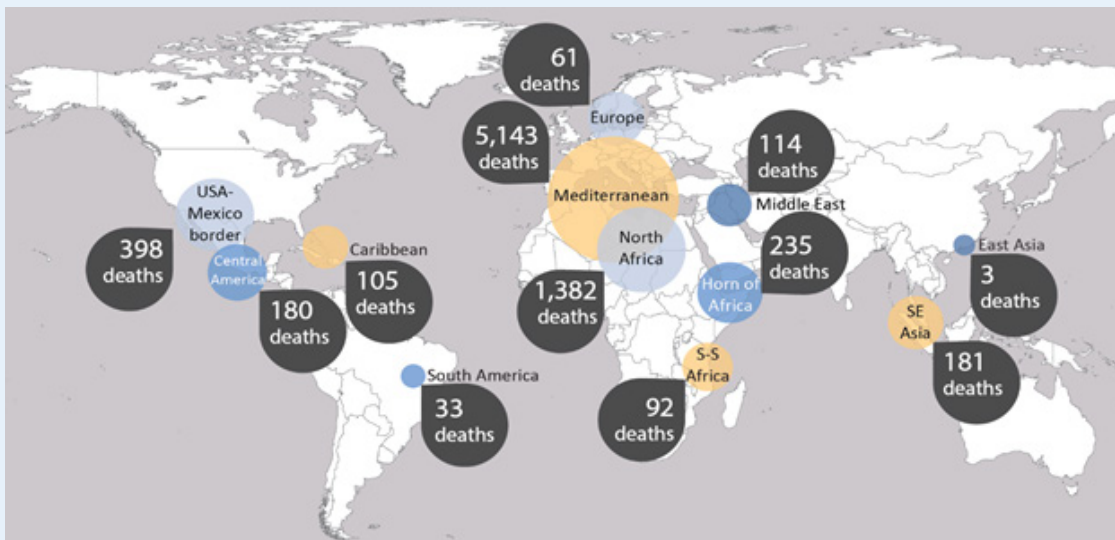 61
deaths
Europe
5,143
deaths
114
deaths
Mediterranean
Middle East
USA-
Mexico
border
398
deaths
Central
America
Caribbean
105
deaths
180
deaths
North
Africa
1,382
deaths
235
deaths
Horn of
Africa
East Asia
3
deaths
SE
Asia
181
deaths
South America
33
deaths
S-S
Africa
92
deaths